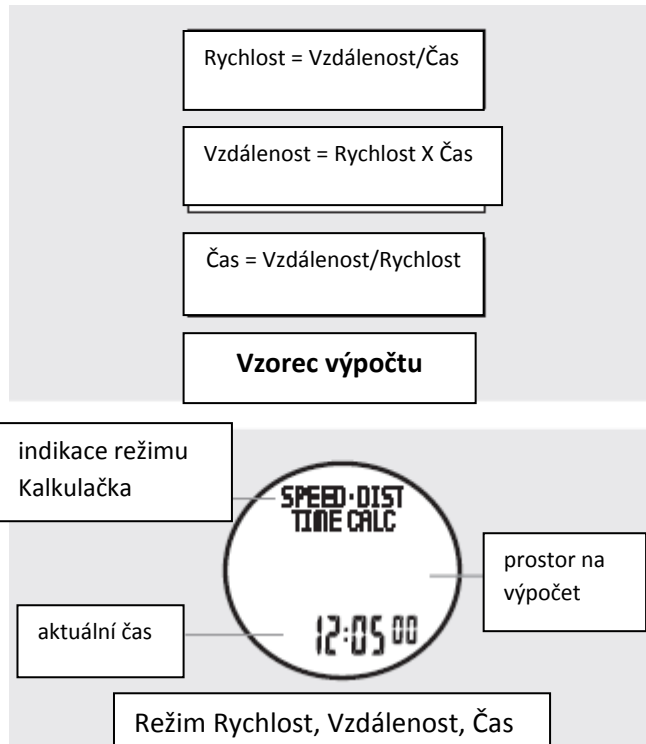 Rychlost = Vzdálenost/Čas
Vzdálenost = Rychlost X Čas
Čas = Vzdálenost/Rychlost
Vzorec výpočtu
indikace režimu
Kalkulačka
SPEED·DIST
TIME CALC
prostor na
výpočet
aktuální čas
12:05 00
Režim Rychlost, Vzdálenost, Čas